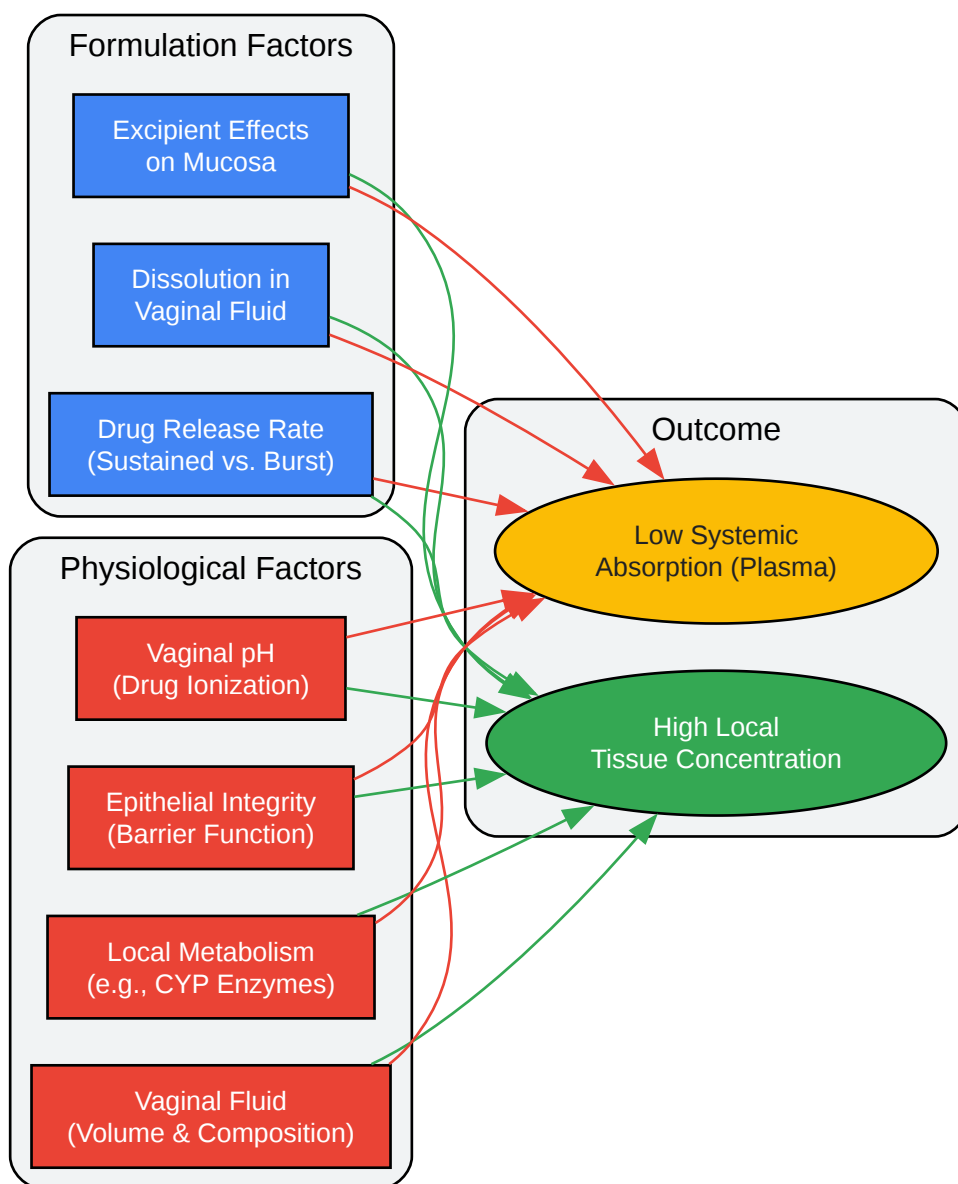 Formulation Factors
Excipient Effects
on Mucosa
Dissolution in
Vaginal Fluid
Drug Release Rate
(Sustained vs. Burst)
Physiological Factors
Vaginal pH
(Drug Ionization)
Epithelial Integrity
(Barrier Function)
Local Metabolism
(e.g., CYP Enzymes)
Vaginal Fluid
(Volume & Composition)
Outcome
Low Systemic
Absorption (Plasma)
High Local
Tissue Concentration